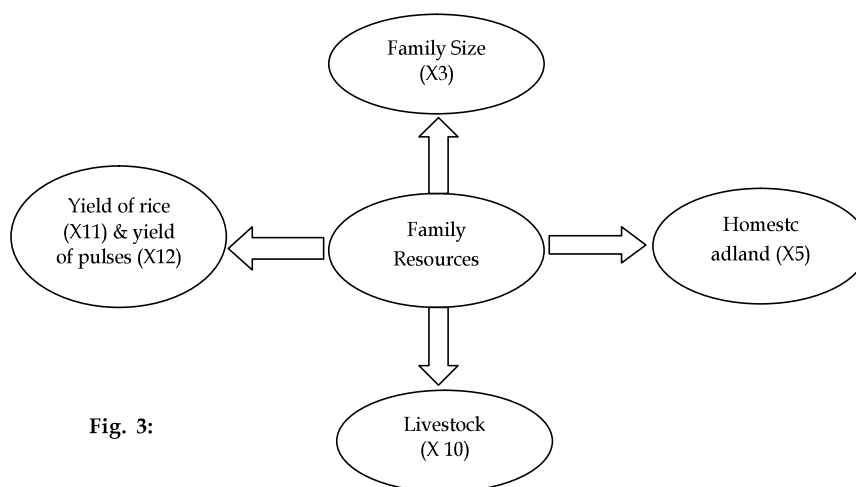 Family Size
(X3)
Yield of rice
(X11) & yield
of pulses (X12)
Family
Resources
Homestc
adland (X5)
Livestock
(X 10)
Fig. 3: